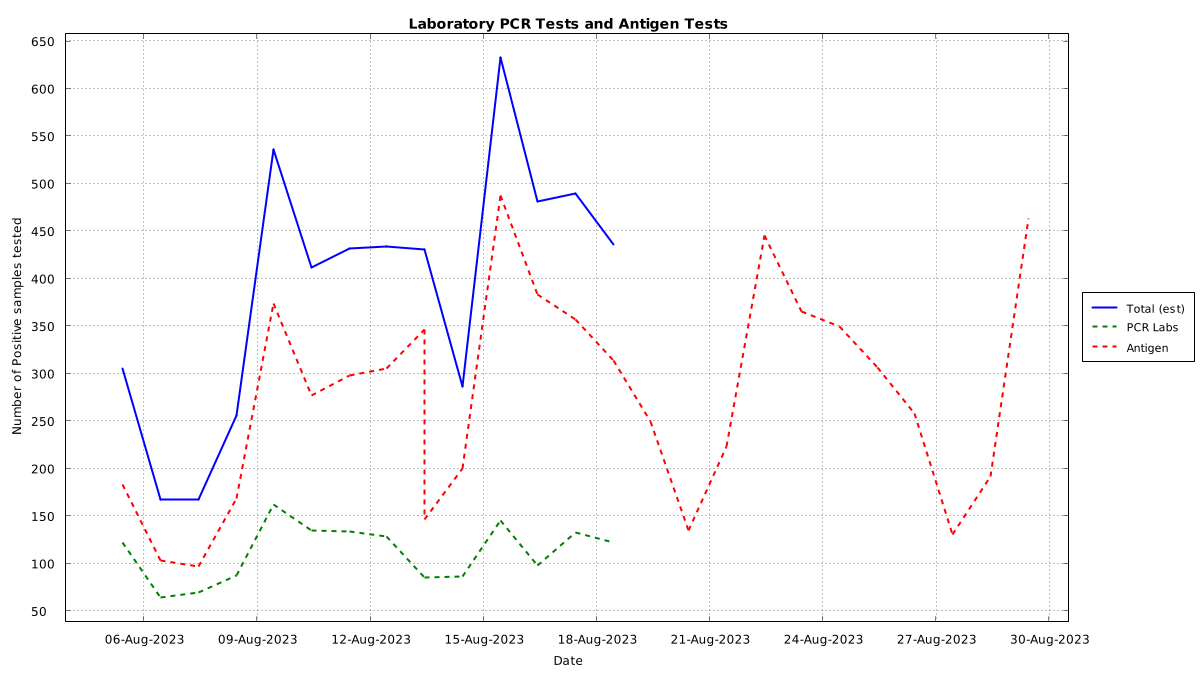 Laboratory PCR Tests and Antigen Tests
650
600
550
500
450
400
350
300
250
200
150
100
50
Number of Positive samples tested
06-Aug-2023 09-Aug-2023 12-Aug-2023 15-Aug-2023 18-Aug-2023 21-Aug-2023 24-Aug-2023 27-Aug-2023 30-Aug-2023
Date
Total (est)
PCR Labs
Antigen